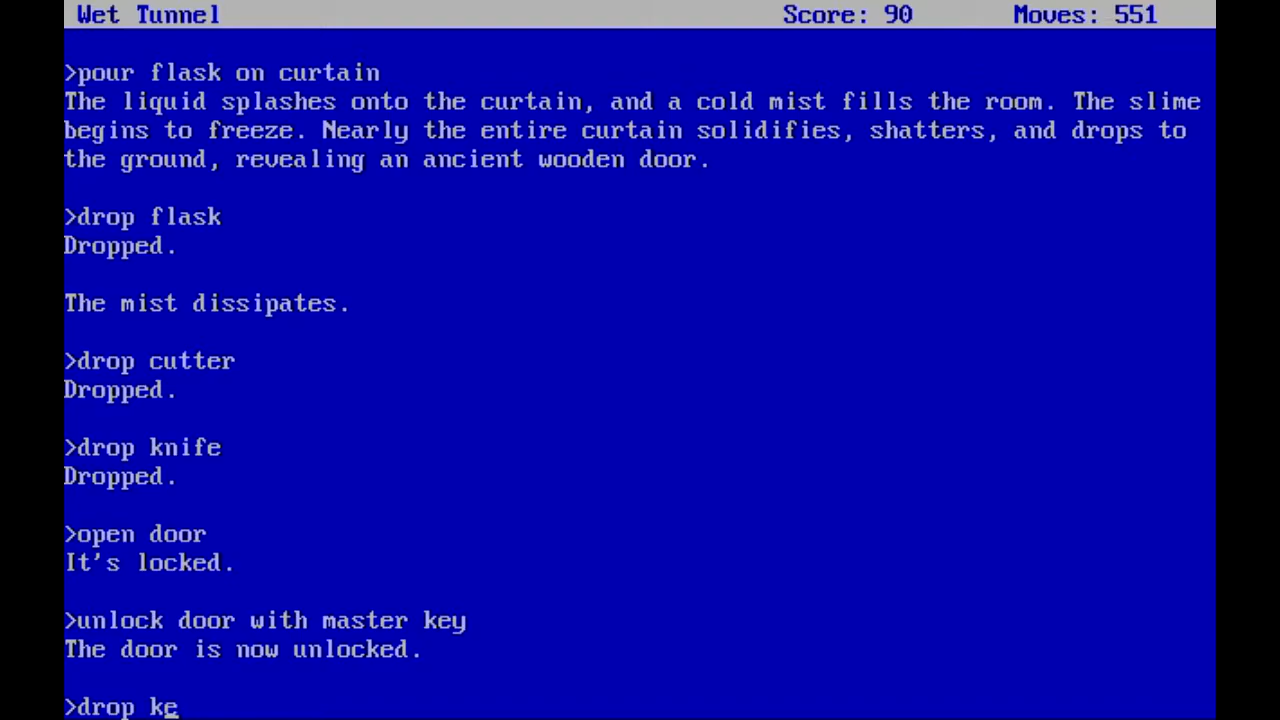 Wet Tunnel Score: 90 Moves: 551
>pour flask on curtain
The liquid splashes onto the curtain, and a cold mist fills the room. The slime
begins to freeze. Nearly the entire curtain solidifies, shatters, and drops to
the ground, revealing an ancient wooden door.
>drop flask
Dropped.
The mist dissipates.
>drop cutter
Dropped.
>drop knife
Dropped.
>open door
It's locked.
>unlock door with master key
The door is now unlocked.
>drop ke